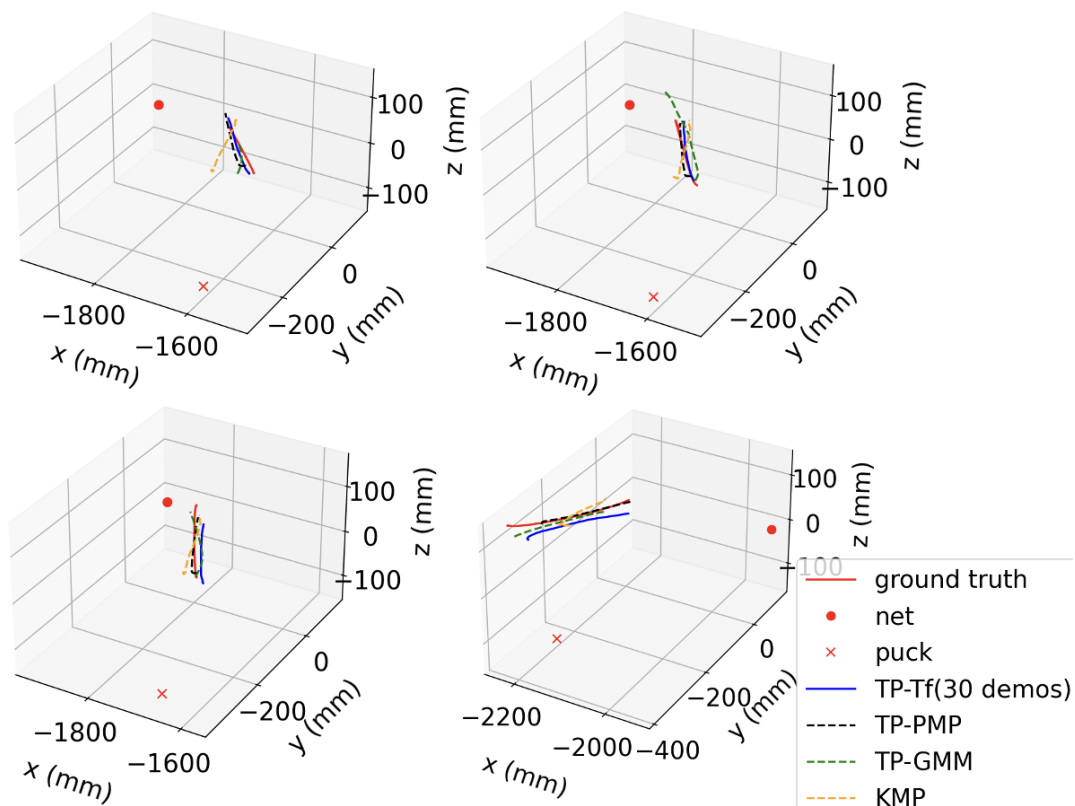 100
0
−100
z (mm)
0
−200
y (mm)
−1800
−1600
x (mm)
100
0
−100
z (mm)
0
−200
y (mm)
−1800
−1600
x (mm)
100
0
−100
z (mm)
0
−200
y (mm)
−1800
−1600
x (mm)
100
0
−100
z (mm)
0
−200
−400
y (mm)
−2200
−2000
x (mm)
ground truth
net
puck
TP-Tf(30 demos)
TP-PMP
TP-GMM
KMP